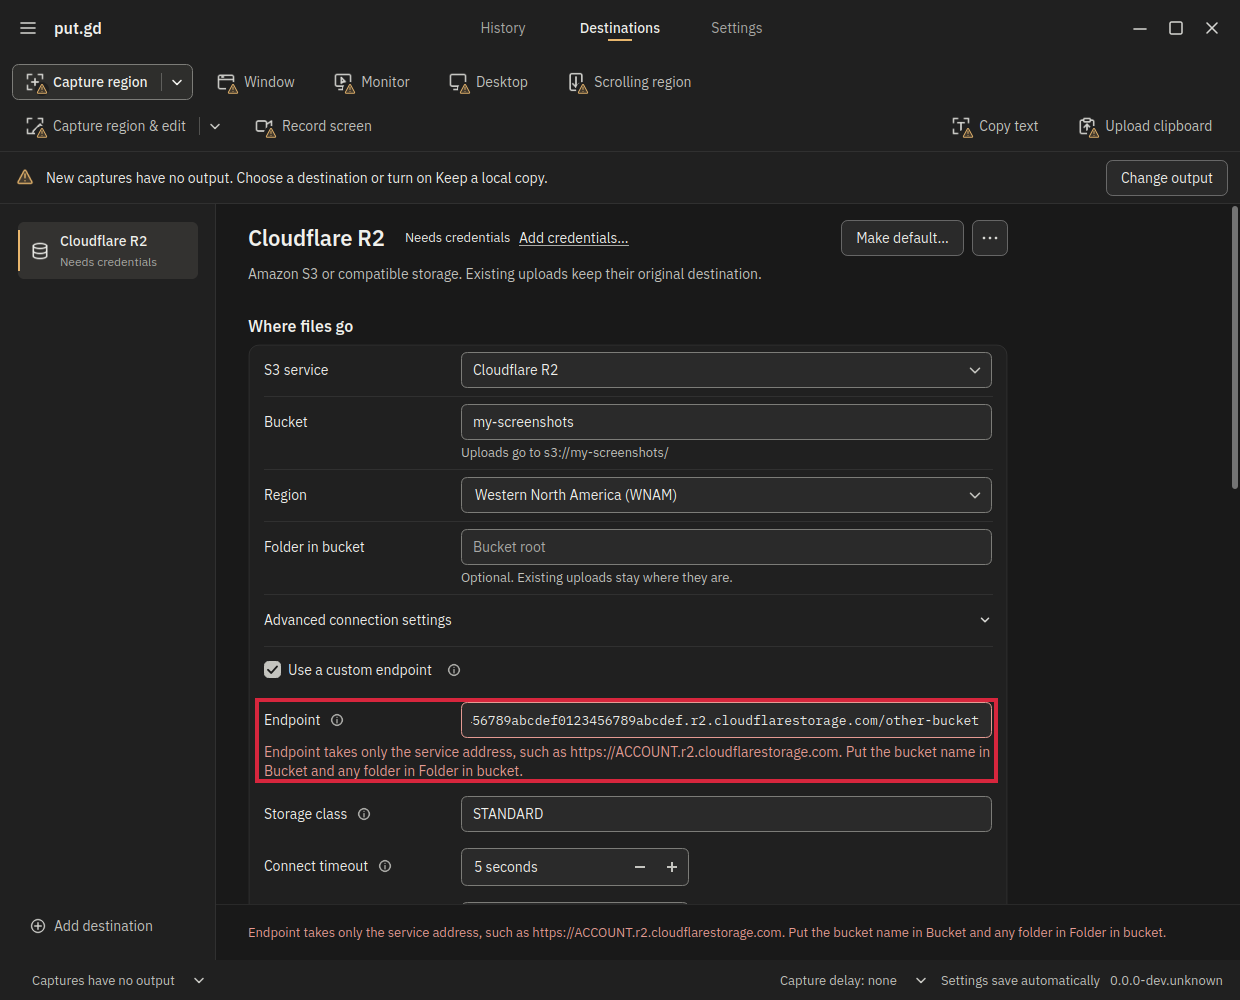 put.gd
History
Destinations
Settings
Capture region
Window
Monitor
Desktop
Scrolling region
Capture region & edit
Record screen
Copy text
Upload clipboard
New captures have no output. Choose a destination or turn on Keep a local copy.
Change output
Cloudflare R2
Needs credentials
Cloudflare R2
Needs credentials
Add credentials...
Make default...
Amazon S3 or compatible storage. Existing uploads keep their original destination.
Where files go
S3 service
Cloudflare R2
Bucket
my-screenshots
Uploads go to s3://my-screenshots/
Region
Western North America (WNAM)
Folder in bucket
Bucket root
Optional. Existing uploads stay where they are.
Advanced connection settings
Use a custom endpoint
Endpoint
56789abcdef0123456789abcdef.r2.cloudflarestorage.com/other-bucket
Endpoint takes only the service address, such as https://ACCOUNT.r2.cloudflarestorage.com. Put the bucket name in
Bucket and any folder in Folder in bucket.
Storage class
STANDARD
Connect timeout
5 seconds
Add destination
Endpoint takes only the service address, such as https://ACCOUNT.r2.cloudflarestorage.com. Put the bucket name in Bucket and any folder in Folder in bucket.
Captures have no output
Capture delay: none
Settings save automatically
0.0.0-dev.unknown